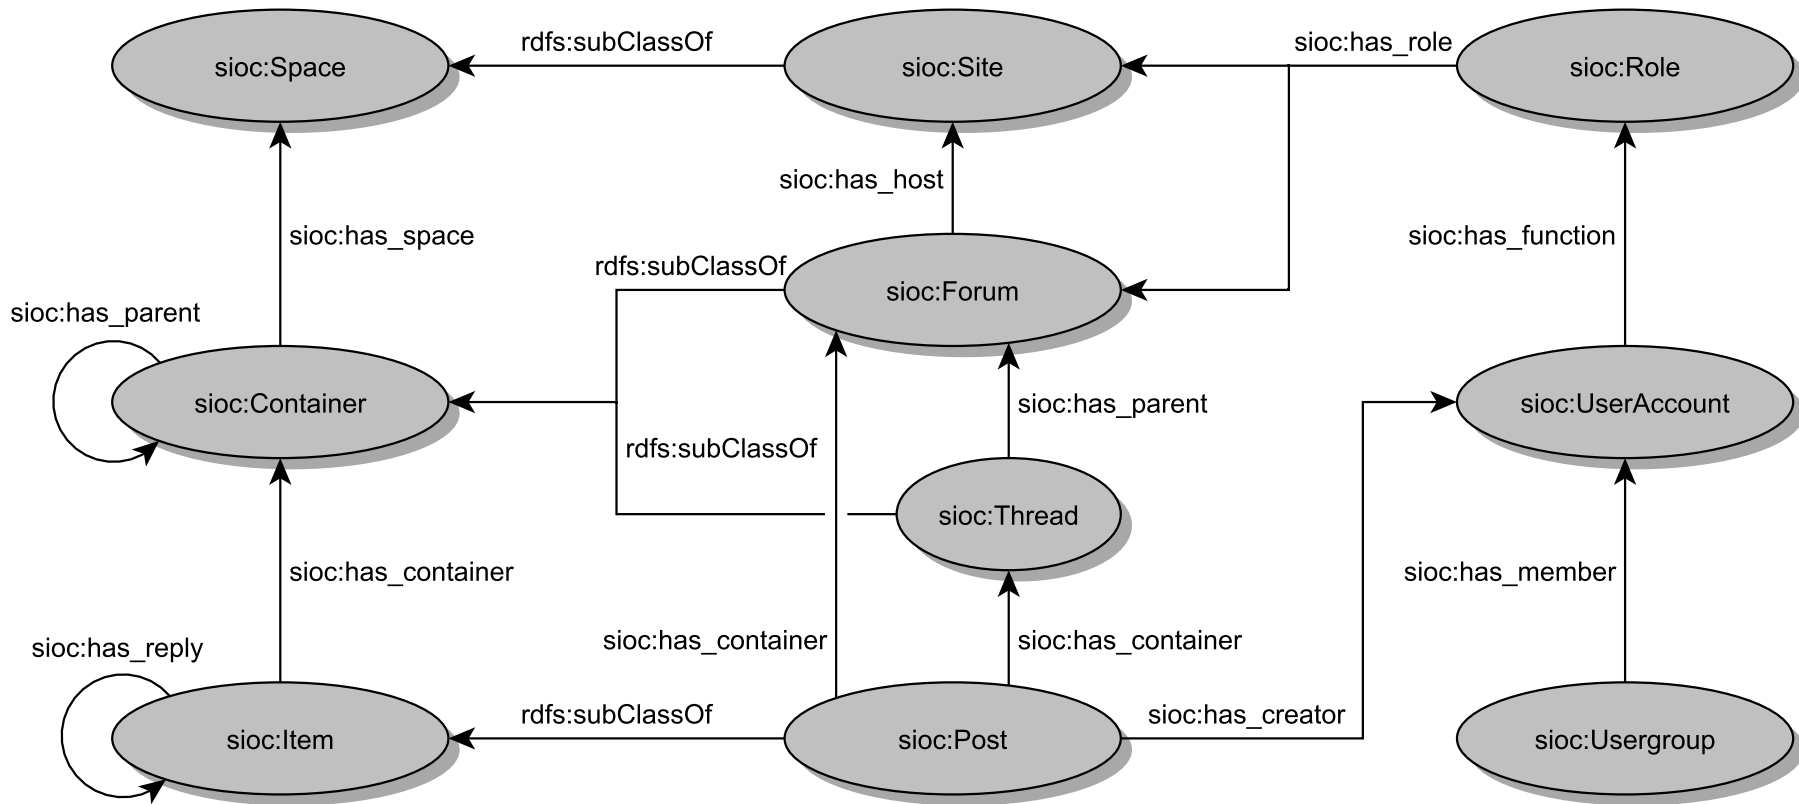 rdfs:subClassOf
sioc:has_role
sioc:Space
sioc:Site
sioc:Role
sioc:has_host
sioc:has_space
sioc:has_function
rdfs:subClassOf
sioc:Forum
sioc:has_parent
sioc:Container
sioc:has_parent
sioc:UserAccount
rdfs:subClassOf
sioc:Thread
sioc:has_container
sioc:has_member
sioc:has_reply
sioc:has_container
sioc:has_container
rdfs:subClassOf
sioc:has_creator
sioc:Item
sioc:Post
sioc:Usergroup